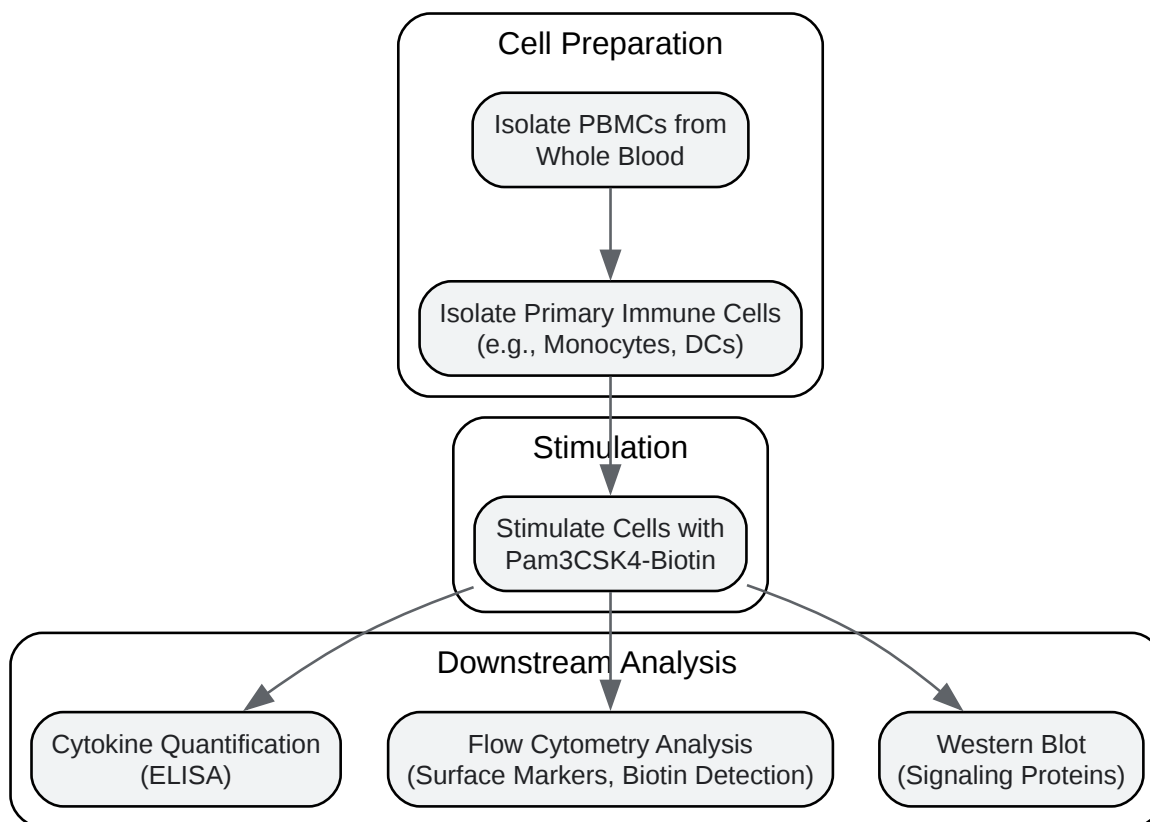 Cell Preparation
Isolate PBMCs from
Whole Blood
Isolate Primary Immune Cells
(e.g., Monocytes, DCs)
Stimulation
Stimulate Cells with
Pam3CSK4-Biotin
Downstream Analysis
Cytokine Quantification
(ELISA)
Flow Cytometry Analysis
(Surface Markers, Biotin Detection)
Western Blot
(Signaling Proteins)